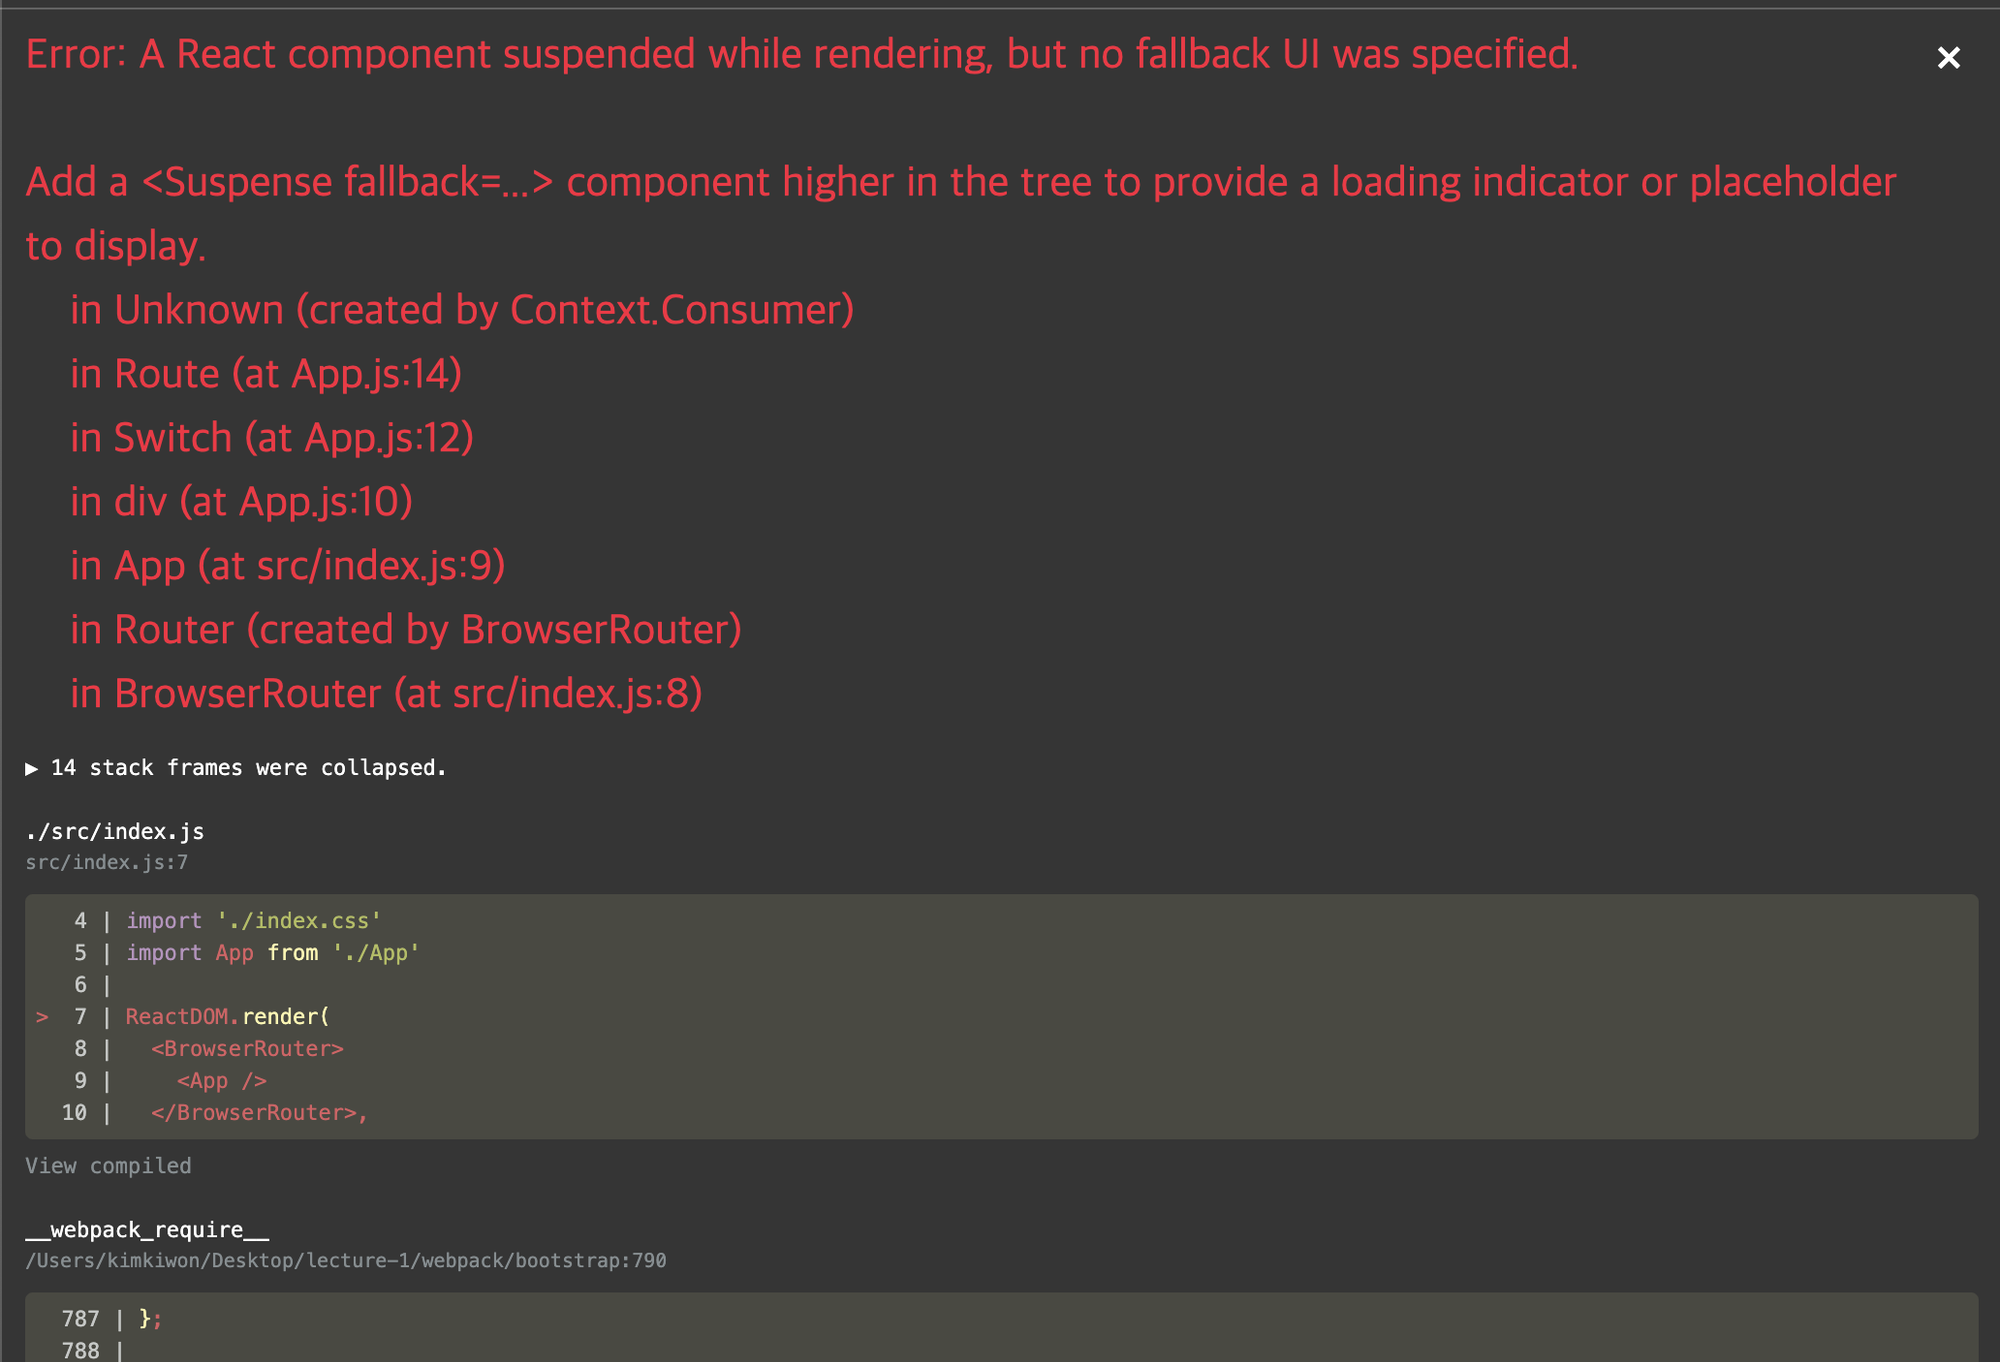 Error: A React component suspended while rendering, but no fallback UI was specified.
Add a <Suspense fallback=...> component higher in the tree to provide a loading indicator or placeholder
to display.
in Unknown (created by Context.Consumer)
in Route (at App.js:14)
in Switch (at App.js:12)
in div (at App.js:10)
in App (at src/index.js:9)
in Router (created by BrowserRouter)
in BrowserRouter (at src/index.js:8)
▶ 14 stack frames were collapsed.
./src/index.js
src/index.js:7
4 | import './index.css'
5 | import App from './App'
6 |
> 7 | ReactDOM.render(
8 |   <BrowserRouter>
9 |     <App />
10 |   </BrowserRouter>,
View compiled
__webpack_require__
/Users/kimkiwon/Desktop/lecture-1/webpack/bootstrap:790
787 | };
788 |